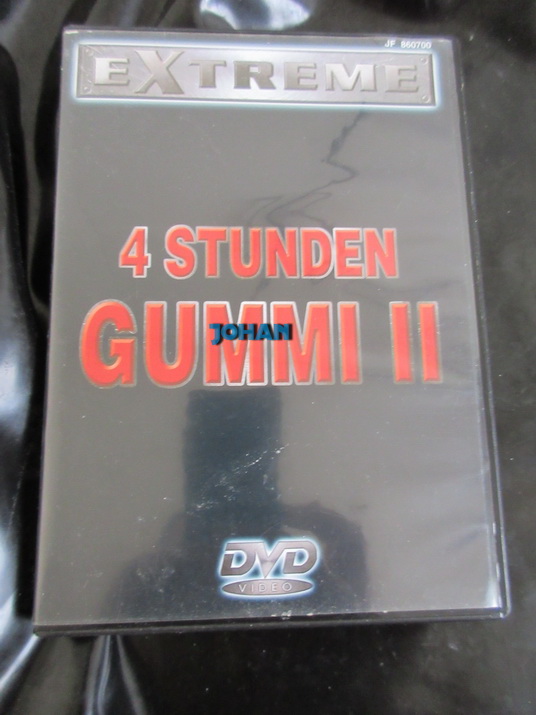 JF 860700
EXTREME
4 STUNDEN
GUMMI II
JOHAN
DVD
VIDEO